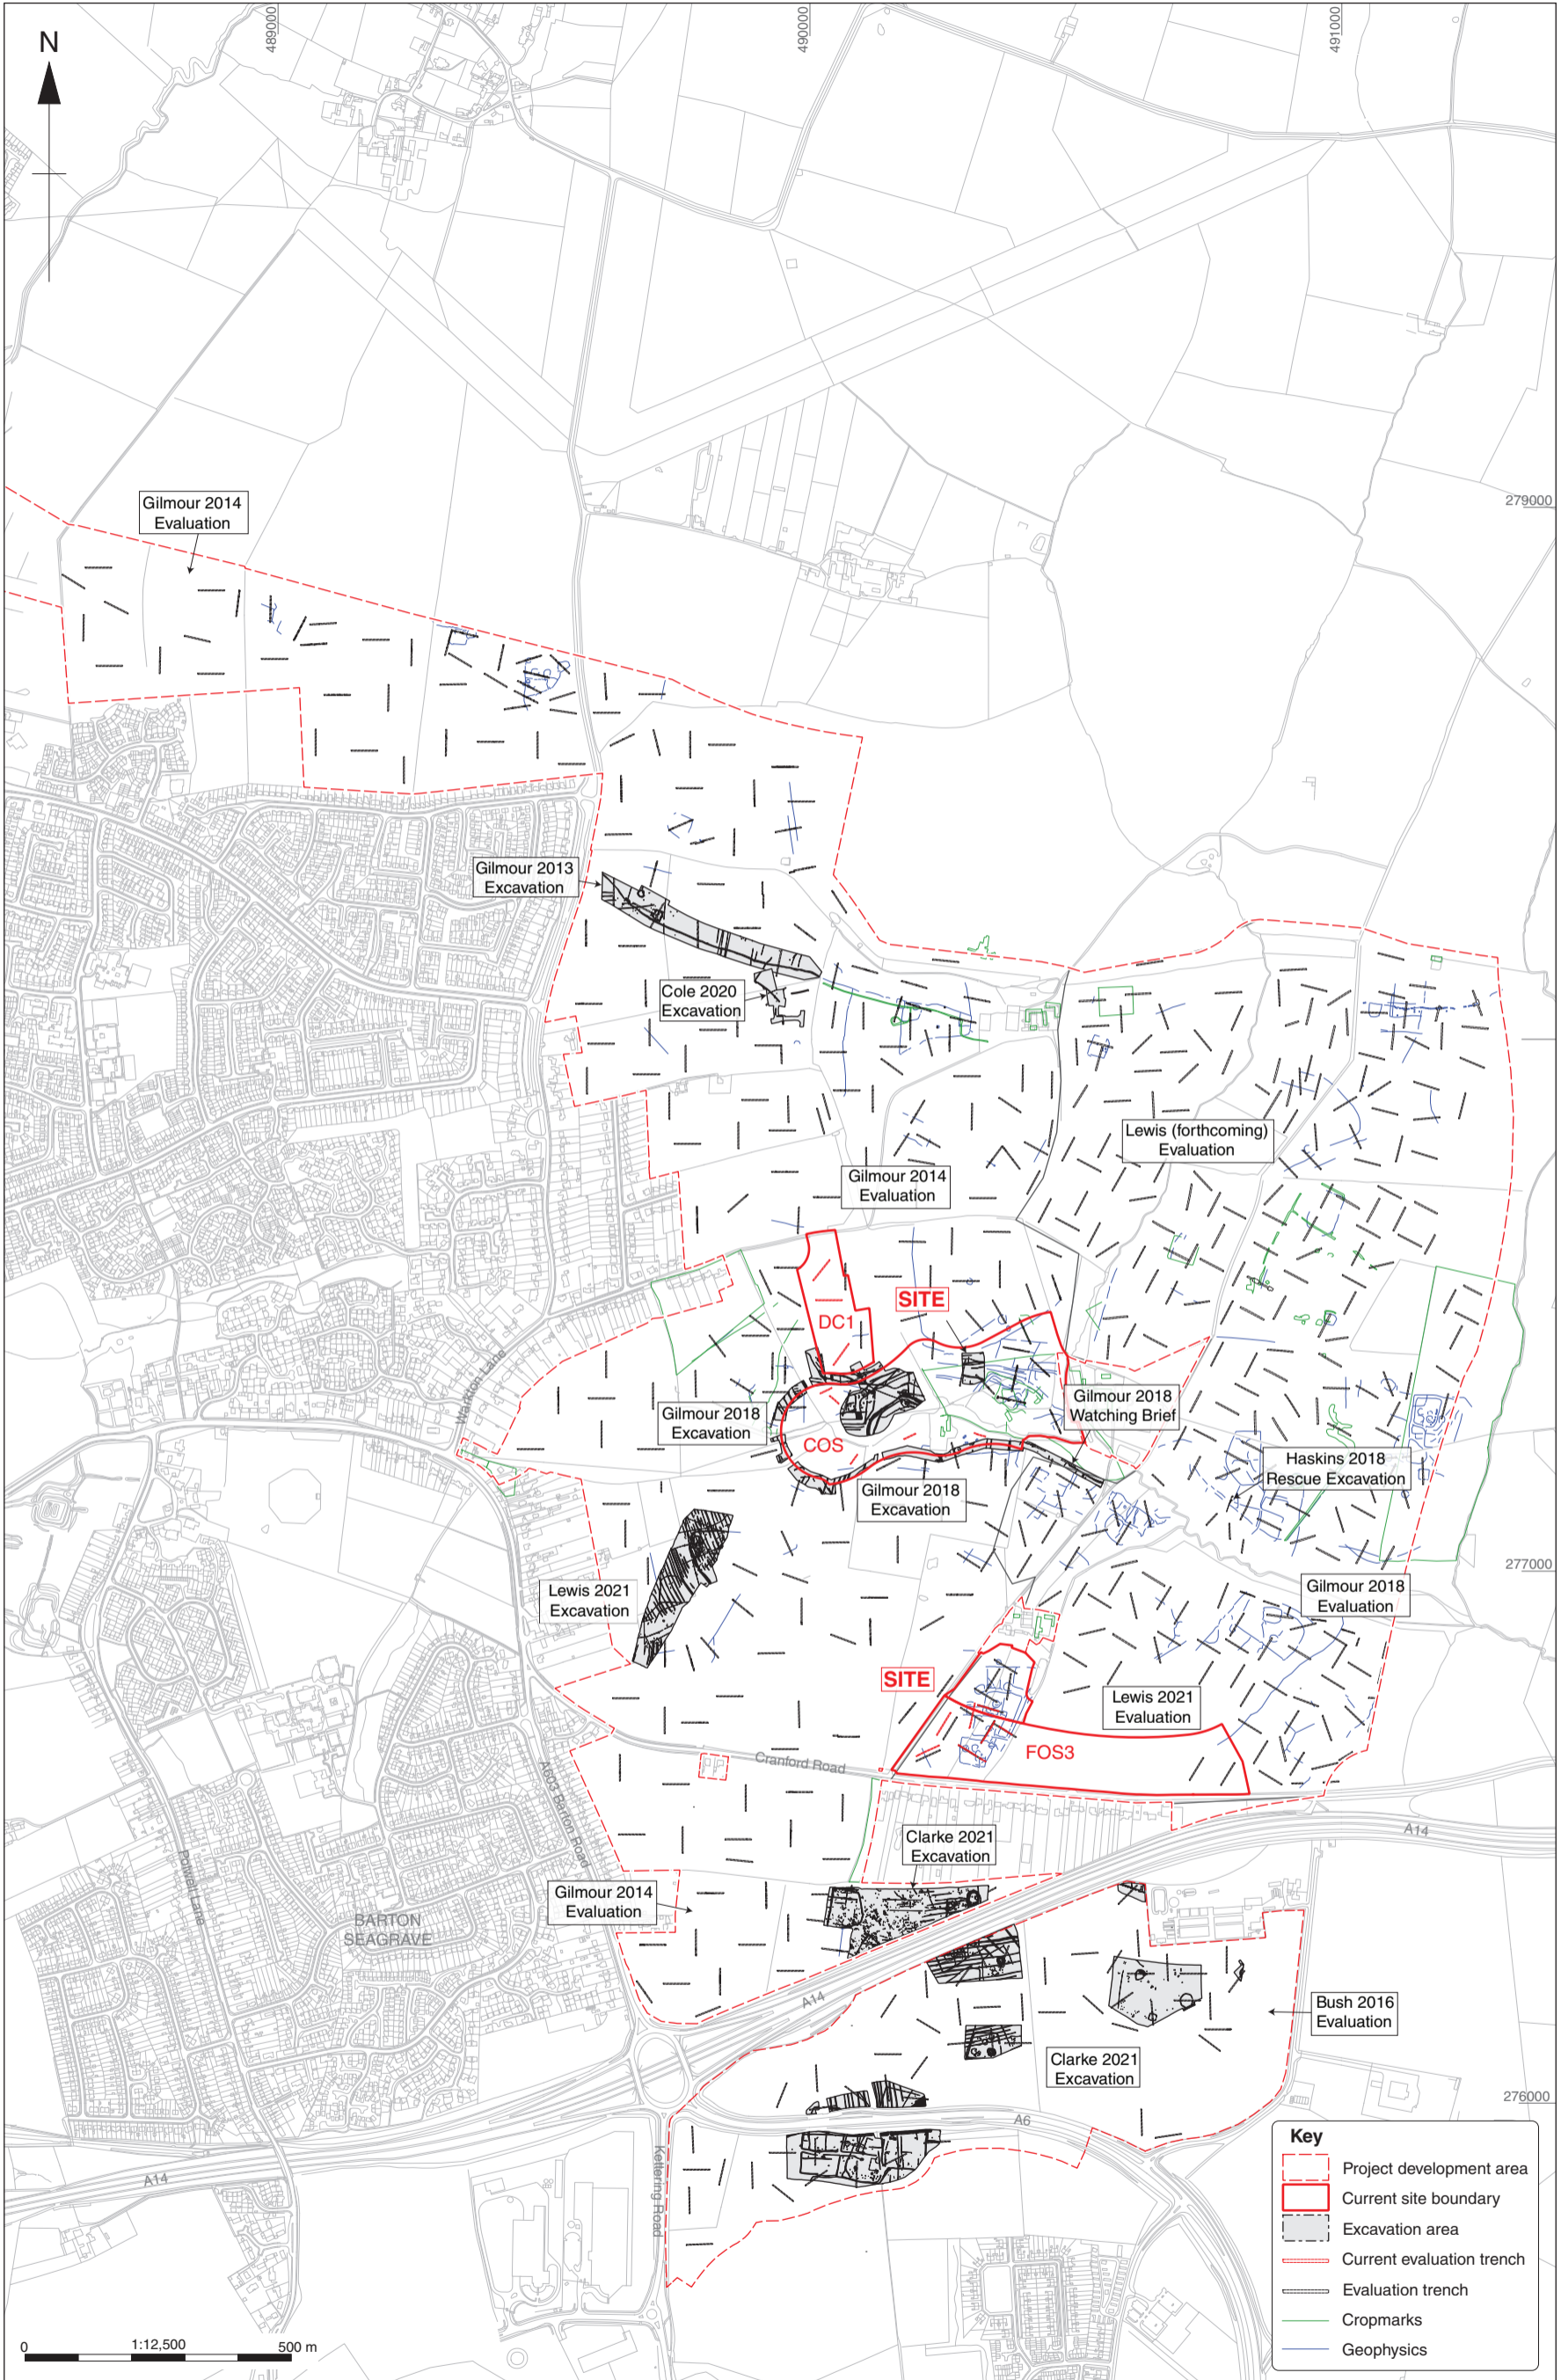 489000
490000
491000
N
279000
Gilmour 2014
Evaluation
Gilmour 2013
Excavation
Cole 2020
Excavation
Lewis (forthcoming)
Evaluation
Gilmour 2014
Evaluation
SITE
DC1
Warkton Lane
Gilmour 2018
Excavation
Gilmour 2018
Watching Brief
COS
Haskins 2018
Rescue Excavation
Gilmour 2018
Excavation
277000
Lewis 2021
Excavation
Gilmour 2018
Evaluation
SITE
Lewis 2021
Evaluation
FOS3
Cranford Road
A603 Barton Road
A14
Clarke 2021
Excavation
Polwell Lane
Gilmour 2014
Evaluation
BARTON
SEAGRAVE
A14
Bush 2016
Evaluation
Clarke 2021
Excavation
276000
A6
Kettering Road
A14
Key
Project development area
Current site boundary
Excavation area
Current evaluation trench
Evaluation trench
Cropmarks
Geophysics
0
1:12,500
500 m